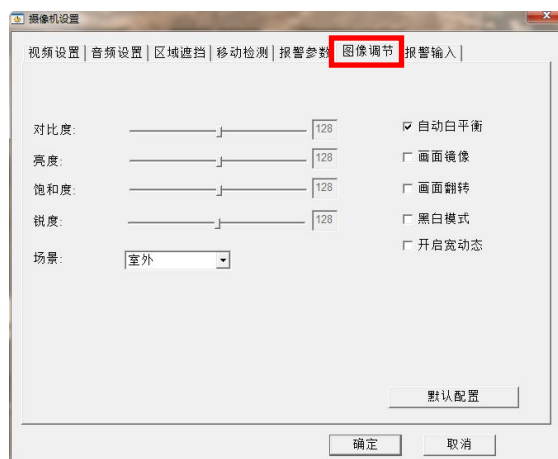 摄像机设置
视频设置 音频设置 区域遮挡 移动检测 报警参数 图像调节 报警输入
对比度: 128 自动白平衡
亮度: 128 画面镜像
饱和度: 128 画面翻转
锐度: 128 黑白模式
开启宽动态
场景: 室外
默认配置
确定 取消